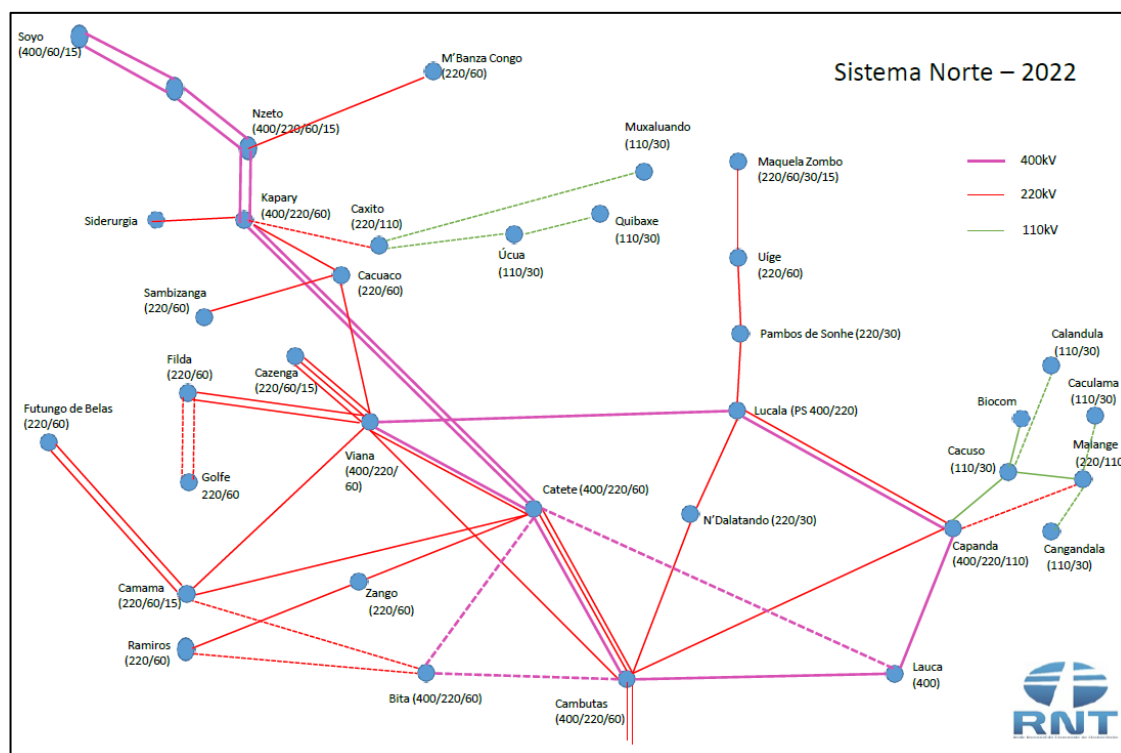 Sistema Norte – 2022
Soyo
(400/60/15)
M'Banza Congo
(220/60)
Nzeto
(400/220/60/15)
Muxaluando
(110/30)
Maquela Zombo
(220/60/30/15)
400kV
220kV
110kV
Kapary
(400/220/60)
Siderurgia
Caxito
(220/110)
Quibaxe
(110/30)
Úcua
(110/30)
Uíge
(220/60)
Cacuaco
(220/60)
Sambizanga
(220/60)
Pambos de Sonhe (220/30)
Calandula
(110/30)
Filda
(220/60)
Cazenga
(220/60/15)
Caculama
(110/30)
Biocom
Futungo de Belas
(220/60)
Lucala (PS 400/220)
Viana
(400/220/
60)
Cacuso
(110/30)
Malange
(220/110)
Golfe
220/60
Catete (400/220/60)
N'Dalatando (220/30)
Capanda
(400/220/110)
Cangandala
(110/30)
Camama
(220/60/15)
Zango
(220/60)
Ramiros
(220/60)
Bita (400/220/60)
Cambutas
(400/220/60)
Lauca
(400)
RNT